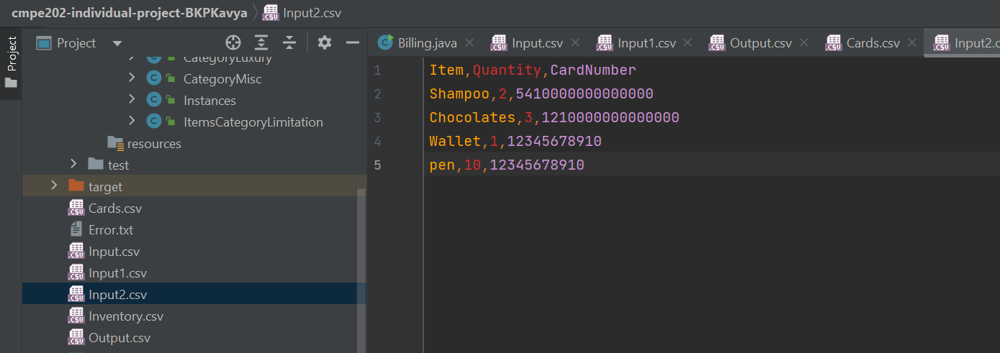 cmpe202-individual-project-BKPKavya Input2.csv
Project
Project
CategoryLuxury
CategoryMisc
Instances
ItemsCategoryLimitation
resources
test
target
Cards.csv
Error.txt
Input.csv
Input1.csv
Input2.csv
Inventory.csv
Output.csv
Billing.java Input.csv Input1.csv Output.csv Cards.csv Input2.c
1 Item,Quantity,CardNumber
2 Shampoo,2,5410000000000000
3 Chocolates,3,1210000000000000
4 Wallet,1,12345678910
5 pen,10,12345678910